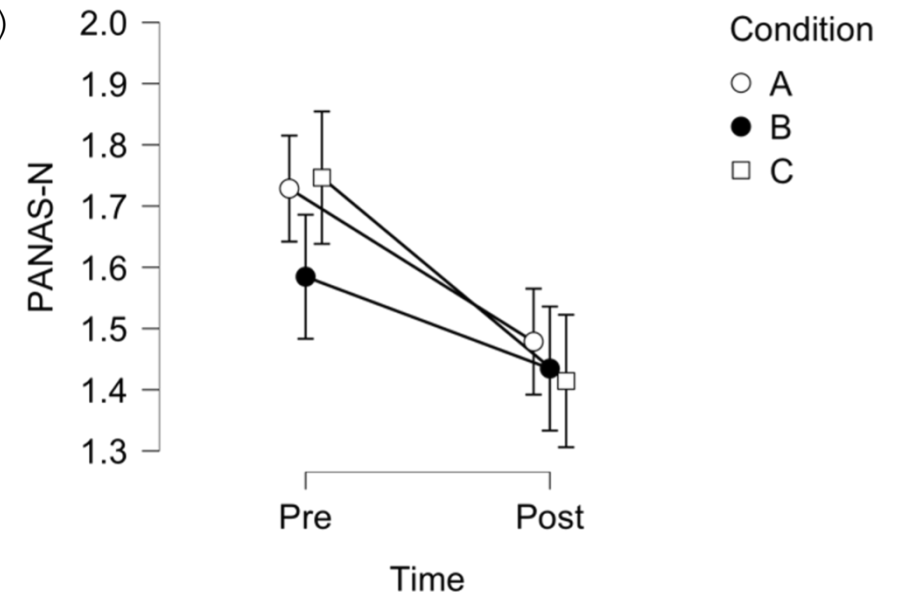 )
PANAS-N
2.0
1.9
1.8
1.7
1.6
1.5
1.4
1.3
Pre Post
Time
Condition
A
B
C